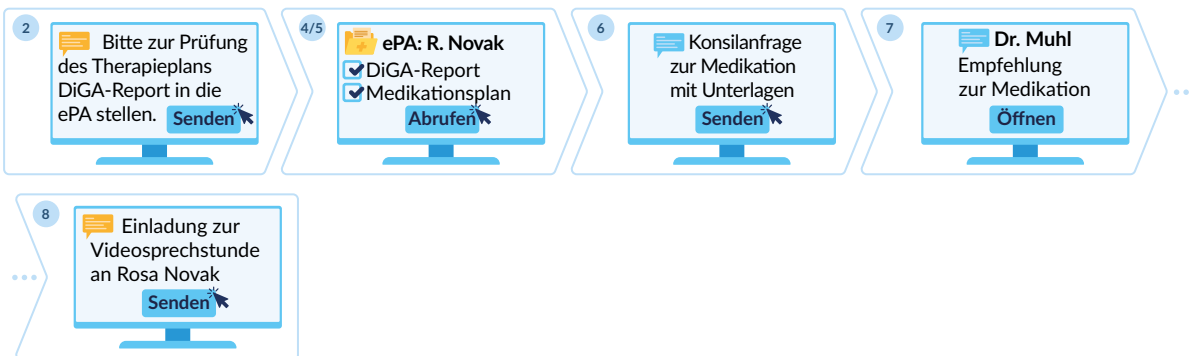 2
Bitte zur Prüfung
des Therapieplans
DiGA-Report in die
ePA stellen.
Senden
4/5
ePA: R. Novak
DiGA-Report
Medikationsplan
Abrufen
6
Konsilanfrage
zur Medikation
mit Unterlagen
Senden
7
Dr. Muhl
Empfehlung
zur Medikation
Öffnen
8
Einladung zur
Videosprechstunde
an Rosa Novak
Senden